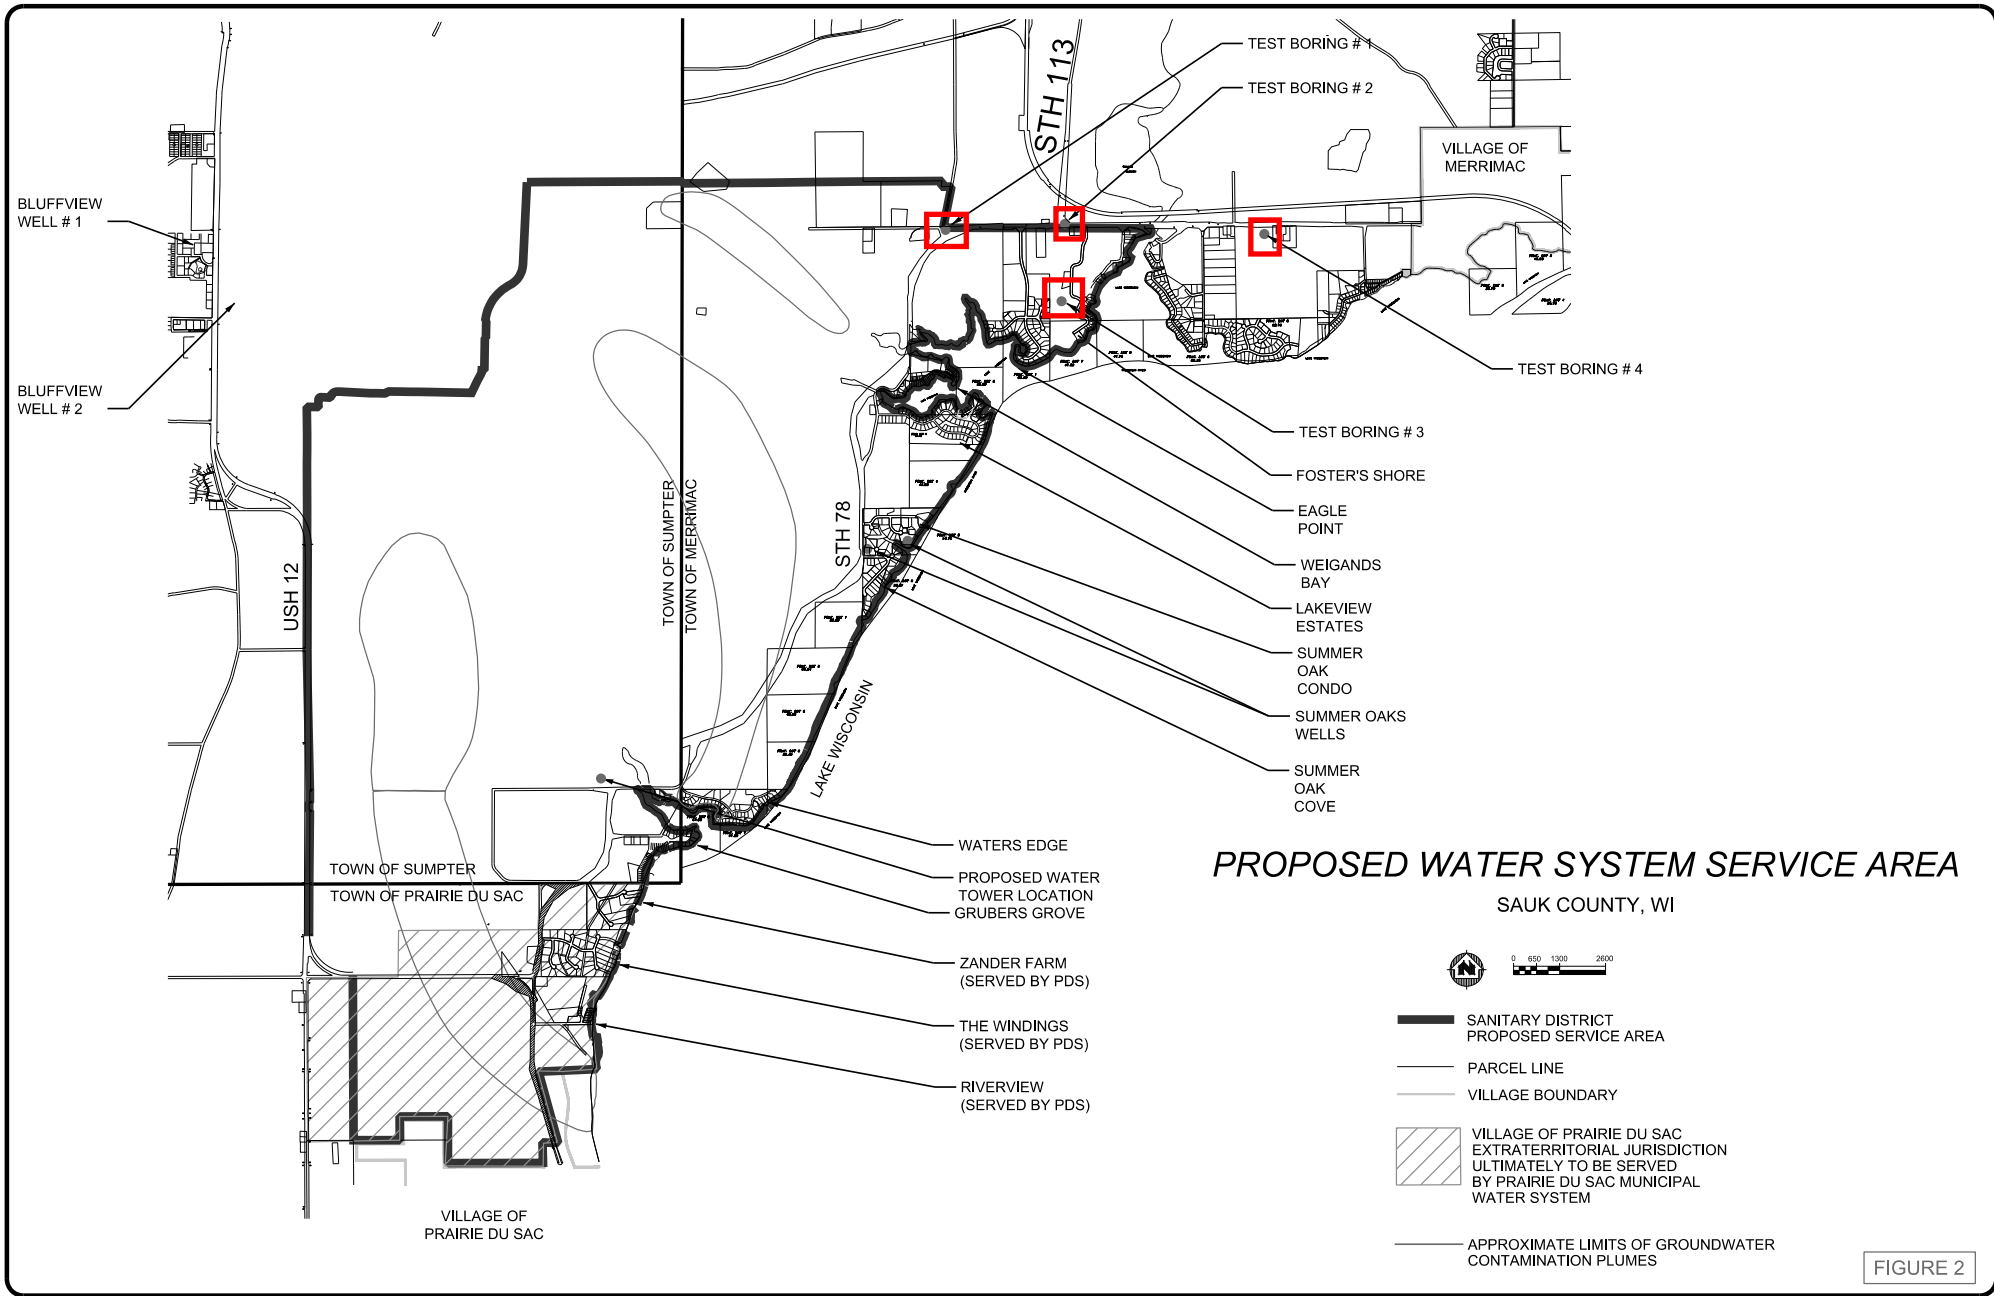 TEST BORING # 1
TEST BORING # 2
STH 113
VILLAGE OF
MERRIMAC
BLUFFVIEW
WELL # 1
BLUFFVIEW
WELL # 2
TEST BORING # 4
TEST BORING # 3
FOSTER'S SHORE
EAGLE
POINT
WEIGANDS
BAY
LAKEVIEW
ESTATES
SUMMER
OAK
CONDO
SUMMER OAKS
WELLS
SUMMER
OAK
COVE
USH 12
TOWN OF SUMPTER
TOWN OF MERRIMAC
STH 78
LAKE WISCONSIN
WATERS EDGE
PROPOSED WATER
TOWER LOCATION
GRUBERS GROVE
ZANDER FARM
(SERVED BY PDS)
THE WINDINGS
(SERVED BY PDS)
RIVERVIEW
(SERVED BY PDS)
TOWN OF SUMPTER
TOWN OF PRAIRIE DU SAC
VILLAGE OF
PRAIRIE DU SAC
PROPOSED WATER SYSTEM SERVICE AREA
SAUK COUNTY, WI
N
0 650 1300 2600
SANITARY DISTRICT
PROPOSED SERVICE AREA
PARCEL LINE
VILLAGE BOUNDARY
VILLAGE OF PRAIRIE DU SAC
EXTRATERRITORIAL JURISDICTION
ULTIMATELY TO BE SERVED
BY PRAIRIE DU SAC MUNICIPAL
WATER SYSTEM
APPROXIMATE LIMITS OF GROUNDWATER
CONTAMINATION PLUMES
FIGURE 2